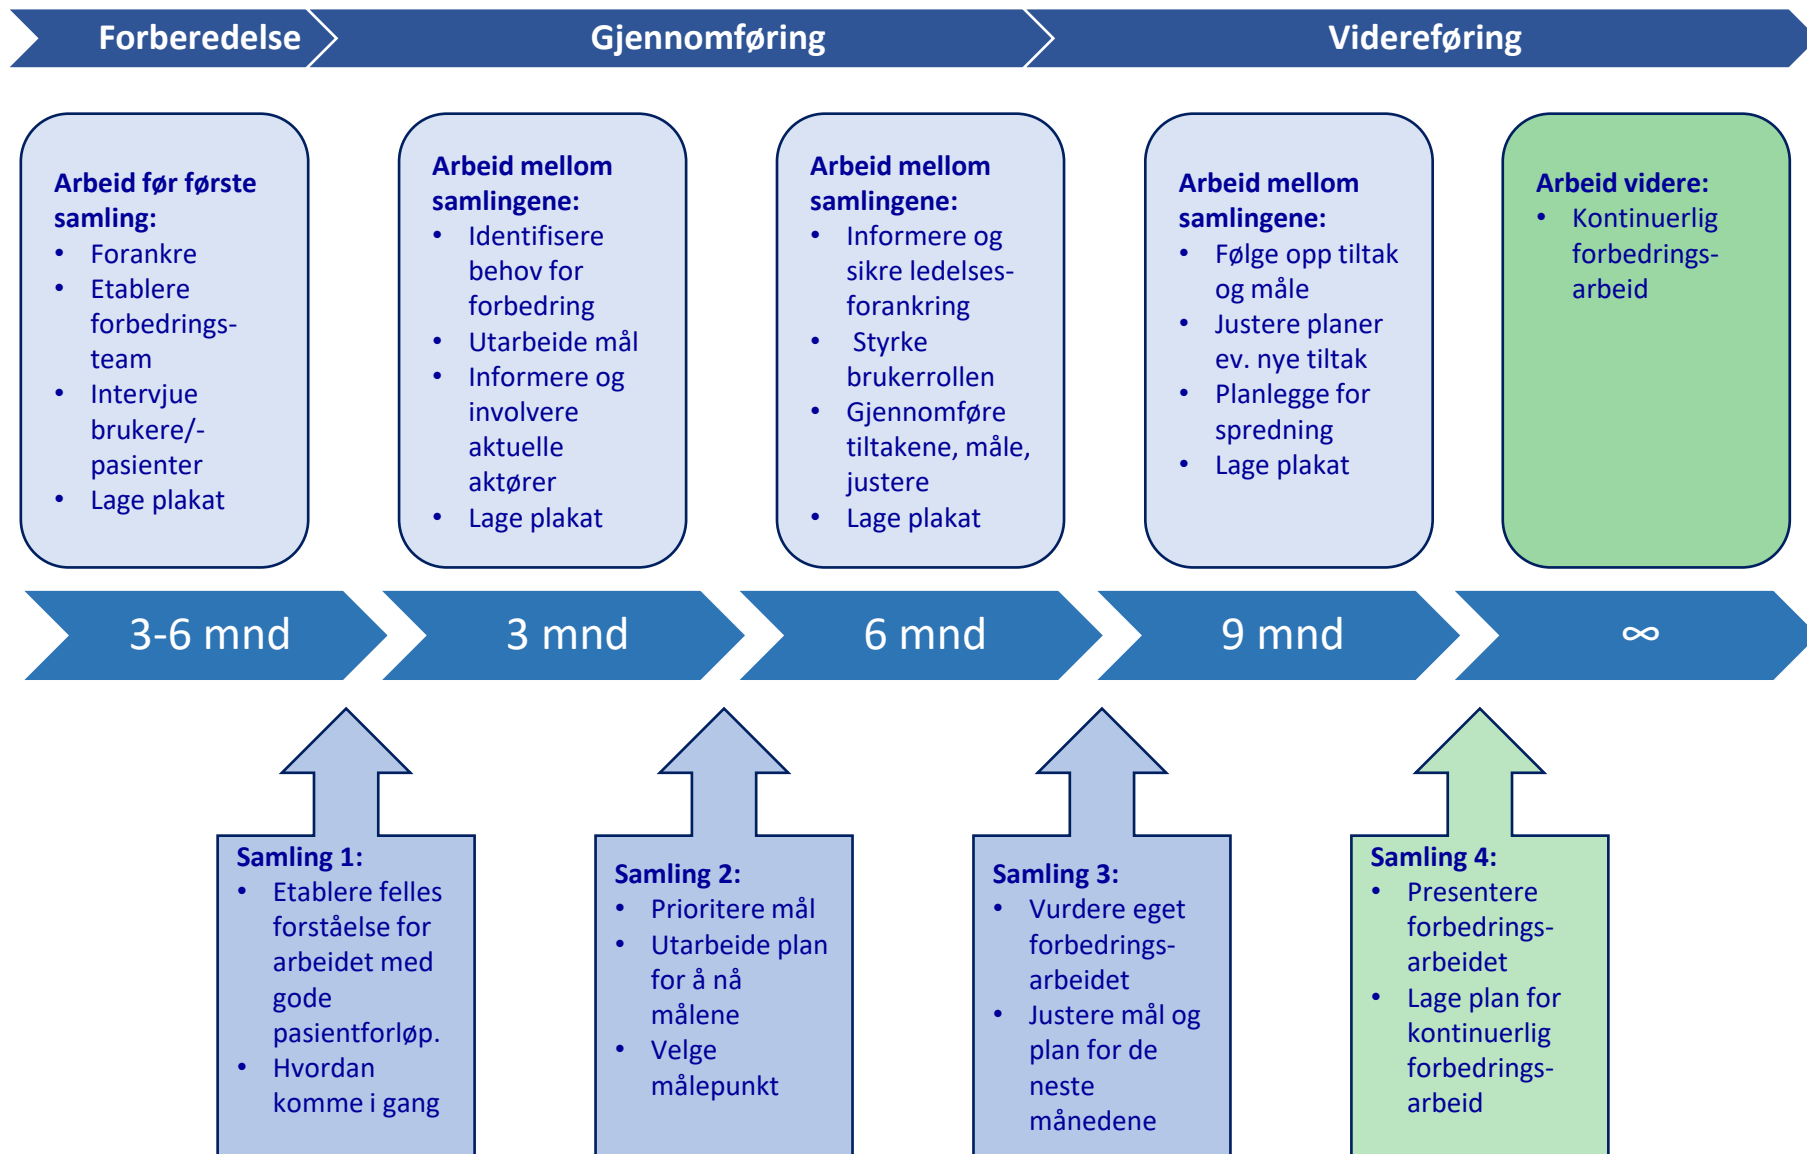 Forberedelse
Gjennomføring
Videreføring
Arbeid før første
samling:
• Forankre
• Etablere
forbedrings-
team
• Intervjue
brukere/-
pasienter
• Lage plakat
Arbeid mellom
samlingene:
• Identifisere
behov for
forbedring
• Utarbeide mål
• Informere og
involvere
aktuelle
aktører
• Lage plakat
Arbeid mellom
samlingene:
• Informere og
sikre ledelses-
forankring
• Styrke
brukerrollen
• Gjennomføre
tiltakene, måle,
justere
• Lage plakat
Arbeid mellom
samlingene:
• Følge opp tiltak
og måle
• Justere planer
ev. nye tiltak
• Planlegge for
spredning
• Lage plakat
Arbeid videre:
• Kontinuerlig
forbedrings-
arbeid
3-6 mnd
3 mnd
6 mnd
9 mnd
∞
Samling 1:
• Etablere felles
forståelse for
arbeidet med
gode
pasientforløp.
• Hvordan
komme i gang
Samling 2:
• Prioritere mål
• Utarbeide plan
for å nå
målene
• Velge
målepunkt
Samling 3:
• Vurdere eget
forbedrings-
arbeidet
• Justere mål og
plan for de
neste
månedene
Samling 4:
• Presentere
forbedrings-
arbeidet
• Lage plan for
kontinuerlig
forbedrings-
arbeid